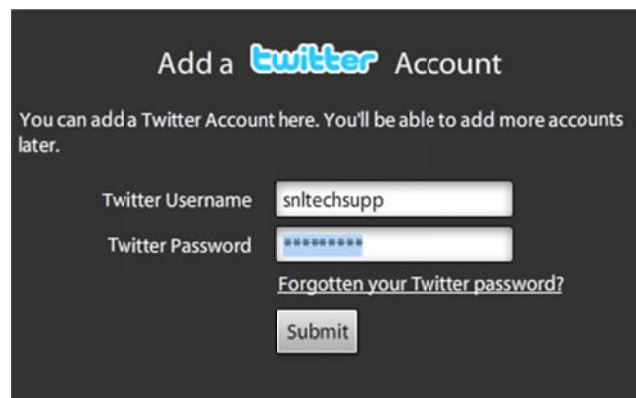 Add a twitter Account
You can add a Twitter Account here. You'll be able to add more accounts
later.
Twitter Username snltechsupp
Twitter Password *********
Forgotten your Twitter password?
Submit